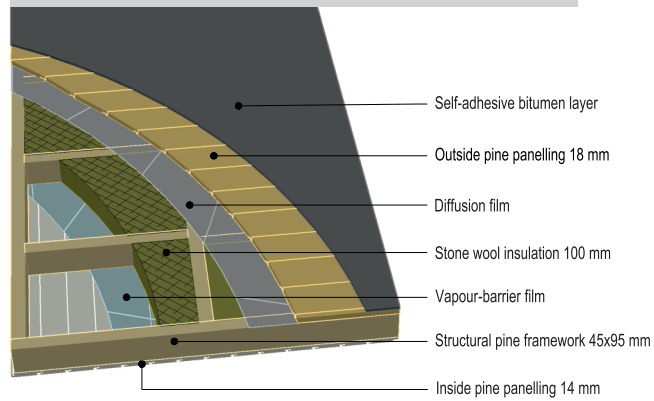 Self-adhesive bitumen layer
Outside pine panelling 18 mm
Diffusion film
Stone wool insulation 100 mm
Vapour-barrier film
Structural pine framework 45x95 mm
Inside pine panelling 14 mm